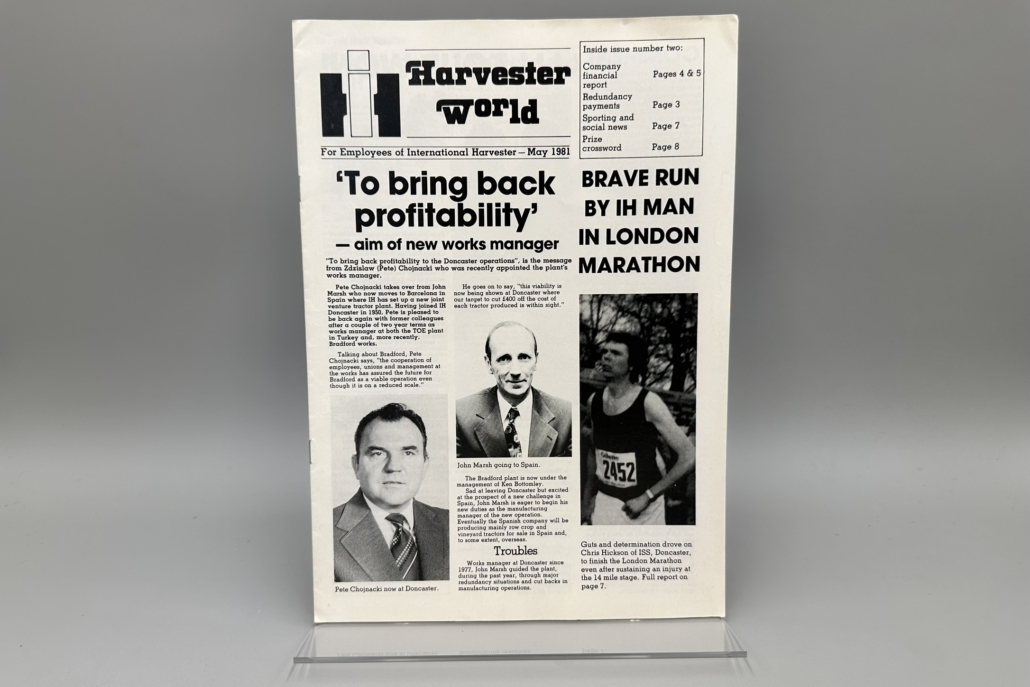 Harvester
World
For Employees of International Harvester — May 1981
Inside issue number two:
Company
financial
report Pages 4 & 5
Redundancy
payments Page 3
Sporting and
social news Page 7
Prize
crossword Page 8
‘To bring back
profitability’
— aim of new works manager
"To bring back profitability to the Doncaster operations", is the message
from Zdzislaw (Pete) Chojnacki who was recently appointed the plant's
works manager.
Pete Chojnacki takes over from John
Marsh who now moves to Barcelona in
Spain where IH has set up a new joint
venture tractor plant. Having joined IH
Doncaster in 1950, Pete is pleased to
be back again with former colleagues
after a couple of two year terms as
works manager at both the TOE plant
in Turkey and, more recently,
Bradford works.
Talking about Bradford, Pete
Chojnacki says, "the cooperation of
employees, unions and management at
the works has assured the future for
Bradford as a viable operation even
though it is on a reduced scale."
Pete Chojnacki now at Doncaster.
He goes on to say, "this viability is
now being shown at Doncaster where
our target to cut £400 off the cost of
each tractor produced is within sight."
John Marsh going to Spain.
The Bradford plant is now under the
management of Ken Bottomley.
Sad at leaving Doncaster but excited
at the prospect of a new challenge in
Spain, John Marsh is eager to begin his
new duties as the manufacturing
manager of the new operation.
Eventually the Spanish company will be
producing mainly row crop and
vineyard tractors for sale in Spain and,
to some extent, overseas.
Troubles
Works manager at Doncaster since
1977, John Marsh guided the plant,
during the past year, through major
redundancy situations and cut backs in
manufacturing operations.
BRAVE RUN
BY IH MAN
IN LONDON
MARATHON
2452
Guts and determination drove on
Chris Hickson of ISS, Doncaster,
to finish the London Marathon
even after sustaining an injury at
the 14 mile stage. Full report on
page 7.